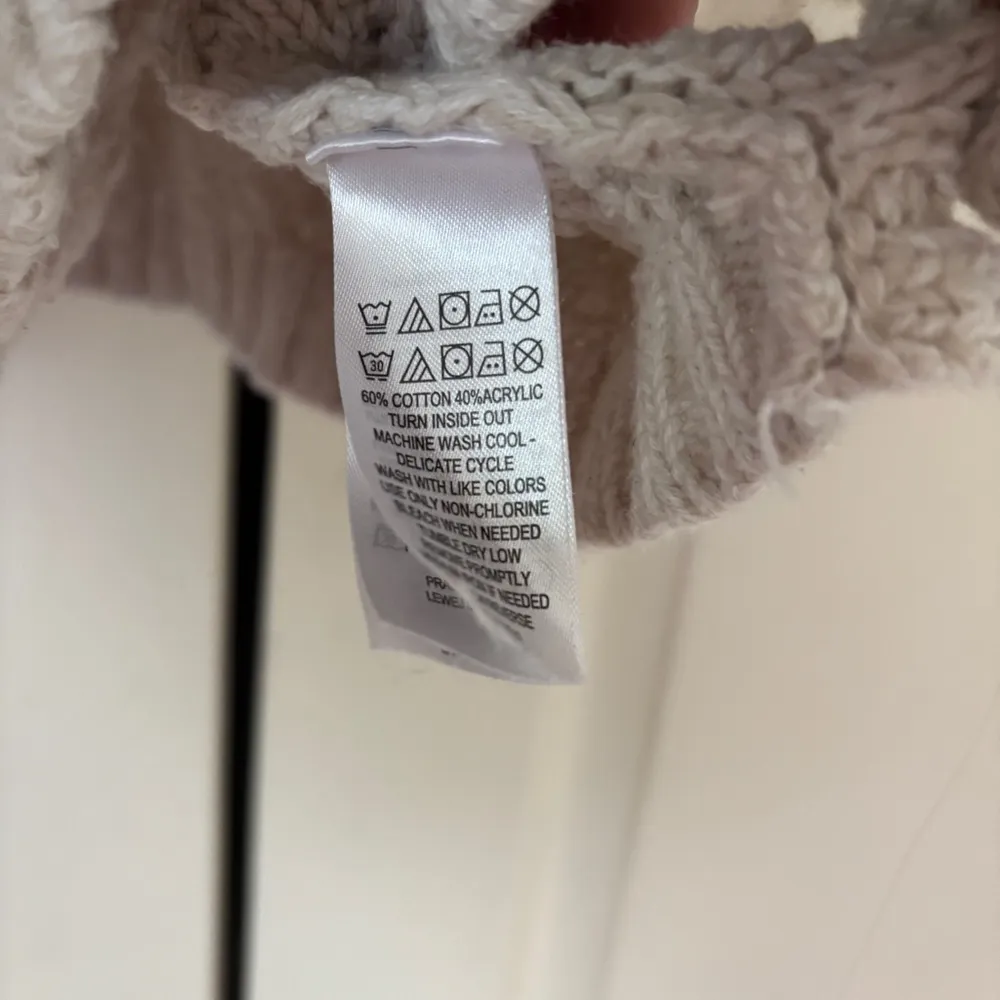 30
60% COTTON 40%ACRYLIC
TURN INSIDE OUT
MACHINE WASH COOL -
DELICATE CYCLE
WASH WITH LIKE COLORS
USE ONLY NON-CHLORINE
BLEACH WHEN NEEDED
TUMBLE DRY LOW
REMOVE PROMPTLY
IF NEEDED